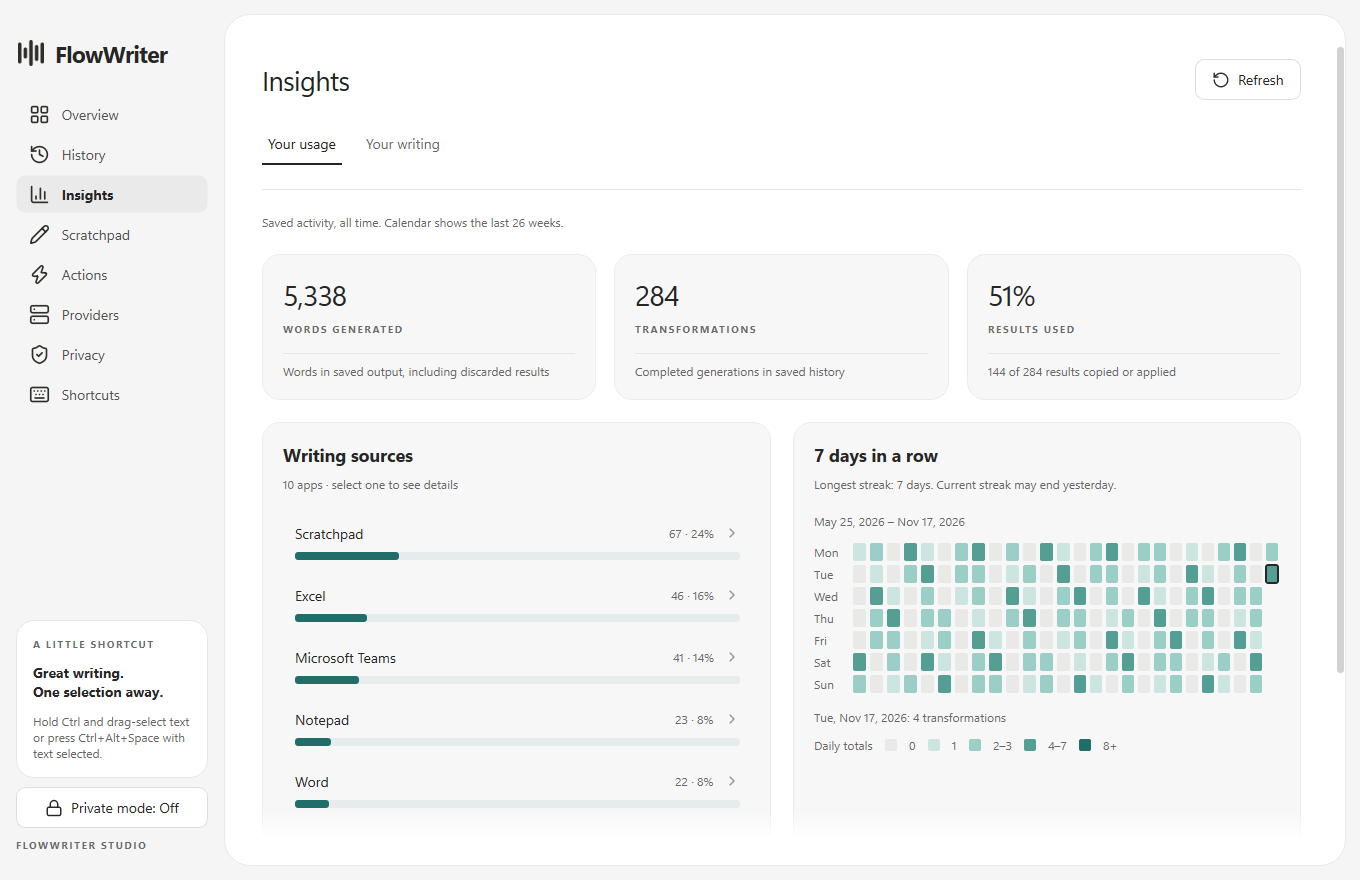 FlowWriter
Overview
History
Insights
Scratchpad
Actions
Providers
Privacy
Shortcuts
A LITTLE SHORTCUT
Great writing.
One selection away.
Hold Ctrl and drag-select text
or press Ctrl+Alt+Space with
text selected.
Private mode: Off
FLOWWRITER STUDIO
Insights
Refresh
Your usage
Your writing
Saved activity, all time. Calendar shows the last 26 weeks.
5,338
WORDS GENERATED
Words in saved output, including discarded results
284
TRANSFORMATIONS
Completed generations in saved history
51%
RESULTS USED
144 of 284 results copied or applied
Writing sources
10 apps · select one to see details
Scratchpad 67 · 24%
Excel 46 · 16%
Microsoft Teams 41 · 14%
Notepad 23 · 8%
Word 22 · 8%
7 days in a row
Longest streak: 7 days. Current streak may end yesterday.
May 25, 2026 – Nov 17, 2026
Mon
Tue
Wed
Thu
Fri
Sat
Sun
Tue, Nov 17, 2026: 4 transformations
Daily totals 0 1 2–3 4–7 8+